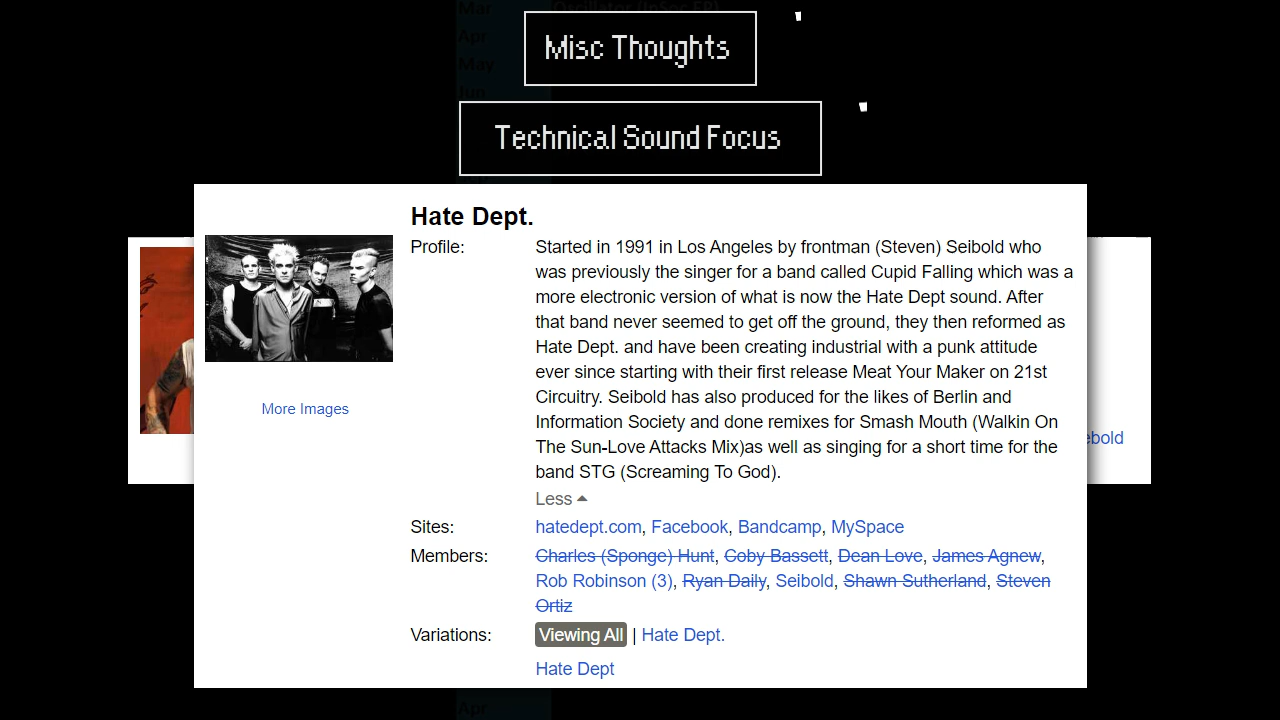 Mar Oscillator (InSoc EP)
Apr
May
Jun
Misc Thoughts
Technical Sound Focus
Hate Dept.
Profile: Started in 1991 in Los Angeles by frontman (Steven) Seibold who
was previously the singer for a band called Cupid Falling which was a
more electronic version of what is now the Hate Dept sound. After
that band never seemed to get off the ground, they then reformed as
Hate Dept. and have been creating industrial with a punk attitude
ever since starting with their first release Meat Your Maker on 21st
Circuitry. Seibold has also produced for the likes of Berlin and
Information Society and done remixes for Smash Mouth (Walkin On
The Sun-Love Attacks Mix)as well as singing for a short time for the
band STG (Screaming To God).
More Images
ebold
Less
Sites: hatedept.com, Facebook, Bandcamp, MySpace
Members: Charles (Sponge) Hunt, Coby Bassett, Dean Love, James Agnew,
Rob Robinson (3), Ryan Daily, Seibold, Shawn Sutherland, Steven
Ortiz
Variations: Viewing All | Hate Dept.
Hate Dept
Apr